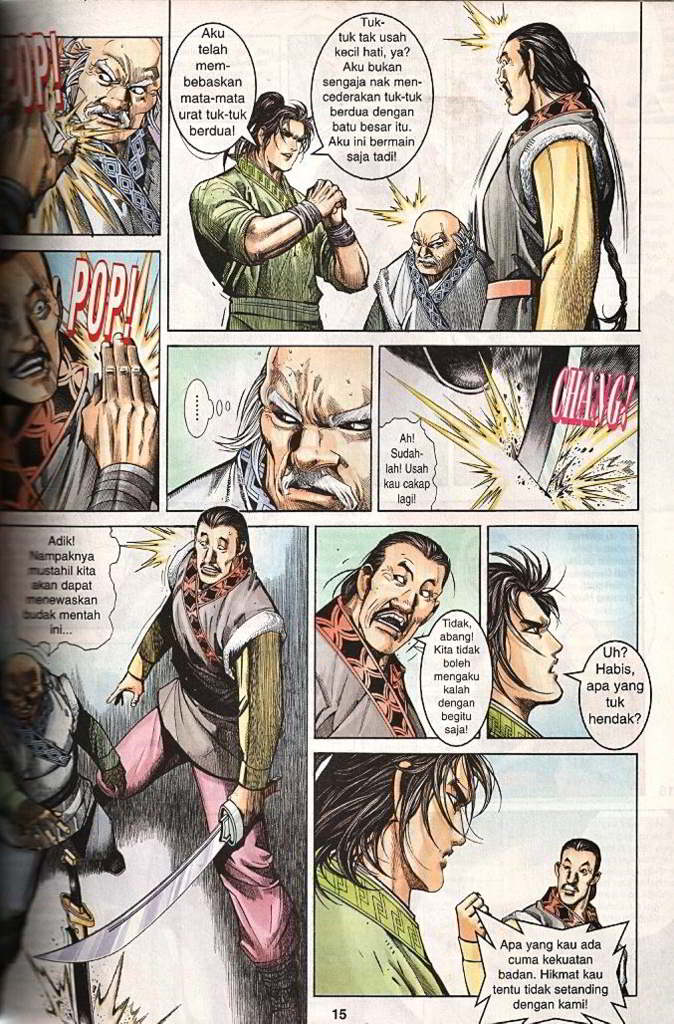 POP!
Aku
telah
mem-
bebaskan
mata-mata
urat tuk-tuk
berdua!
Tuk-
tuk tak usah
kecil hati, ya?
Aku bukan
sengaja nak men-
cederakan tuk-tuk
berdua dengan
batu besar itu.
Aku ini bermain
saja tadi!
POP!
......
Ah!
Sudah-
lah! Usah
kau cakap
lagi!
CHANG!
Adik!
Nampaknya
mustahil kita
akan dapat
menewaskan
budak mentah
ini...
Tidak,
abang!
Kita tidak
boleh
mengaku
kalah
dengan
begitu
saja!
Uh?
Habis,
apa yang
tuk
hendak?
Apa yang kau ada
cuma kekuatan
badan. Hikmat kau
tentu tidak setanding
dengan kami!
15